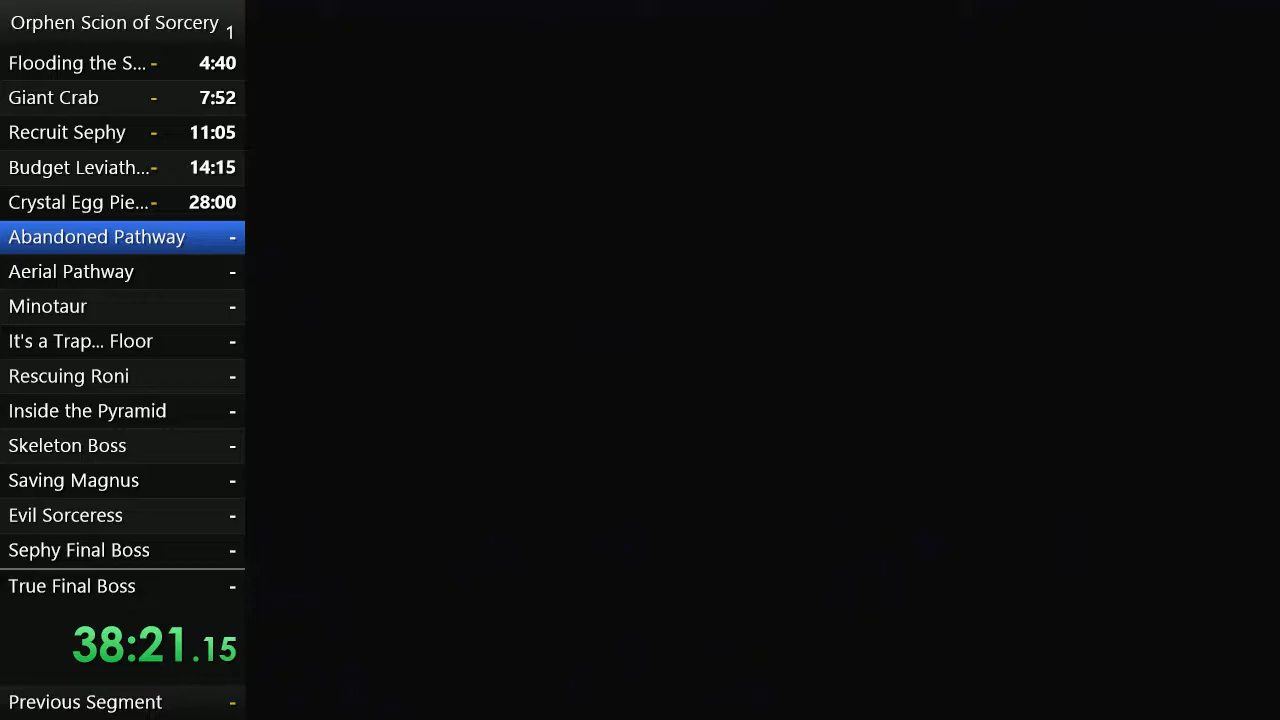 Orphen Scion of Sorcery 1
Flooding the S... - 4:40
Giant Crab - 7:52
Recruit Sephy - 11:05
Budget Leviath... - 14:15
Crystal Egg Pie... - 28:00
Abandoned Pathway -
Aerial Pathway -
Minotaur -
It's a Trap... Floor -
Rescuing Roni -
Inside the Pyramid -
Skeleton Boss -
Saving Magnus -
Evil Sorceress -
Sephy Final Boss -
True Final Boss -
38:21.15
Previous Segment -